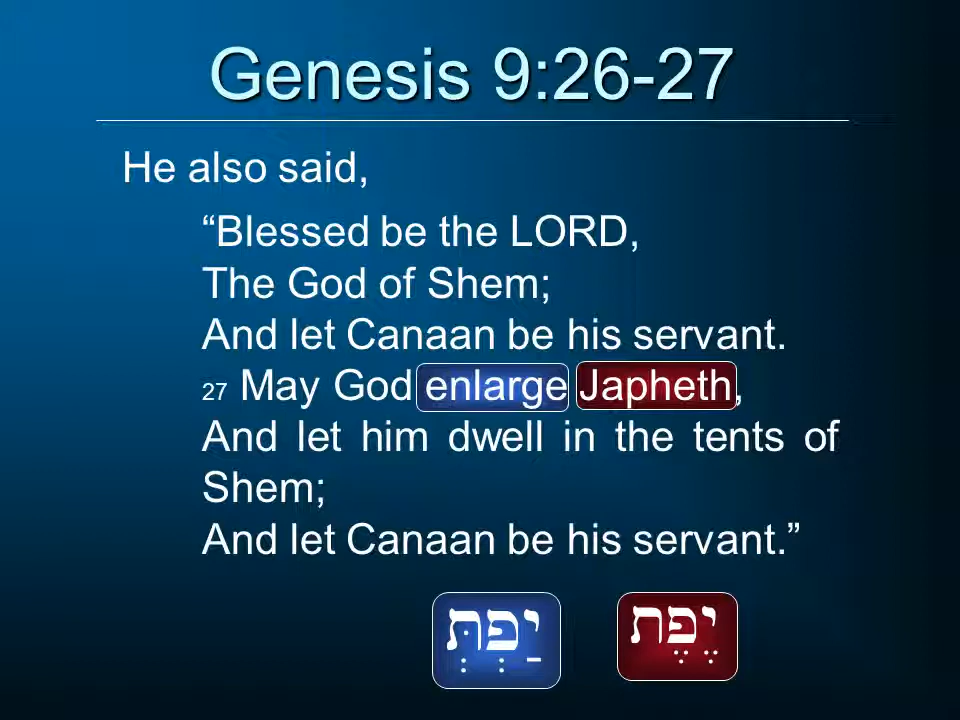 Genesis 9:26-27
He also said,
“Blessed be the LORD,
The God of Shem;
And let Canaan be his servant.
27 May God enlarge Japheth,
And let him dwell in the tents of
Shem;
And let Canaan be his servant.”
יַפְתְּ יֶפֶת